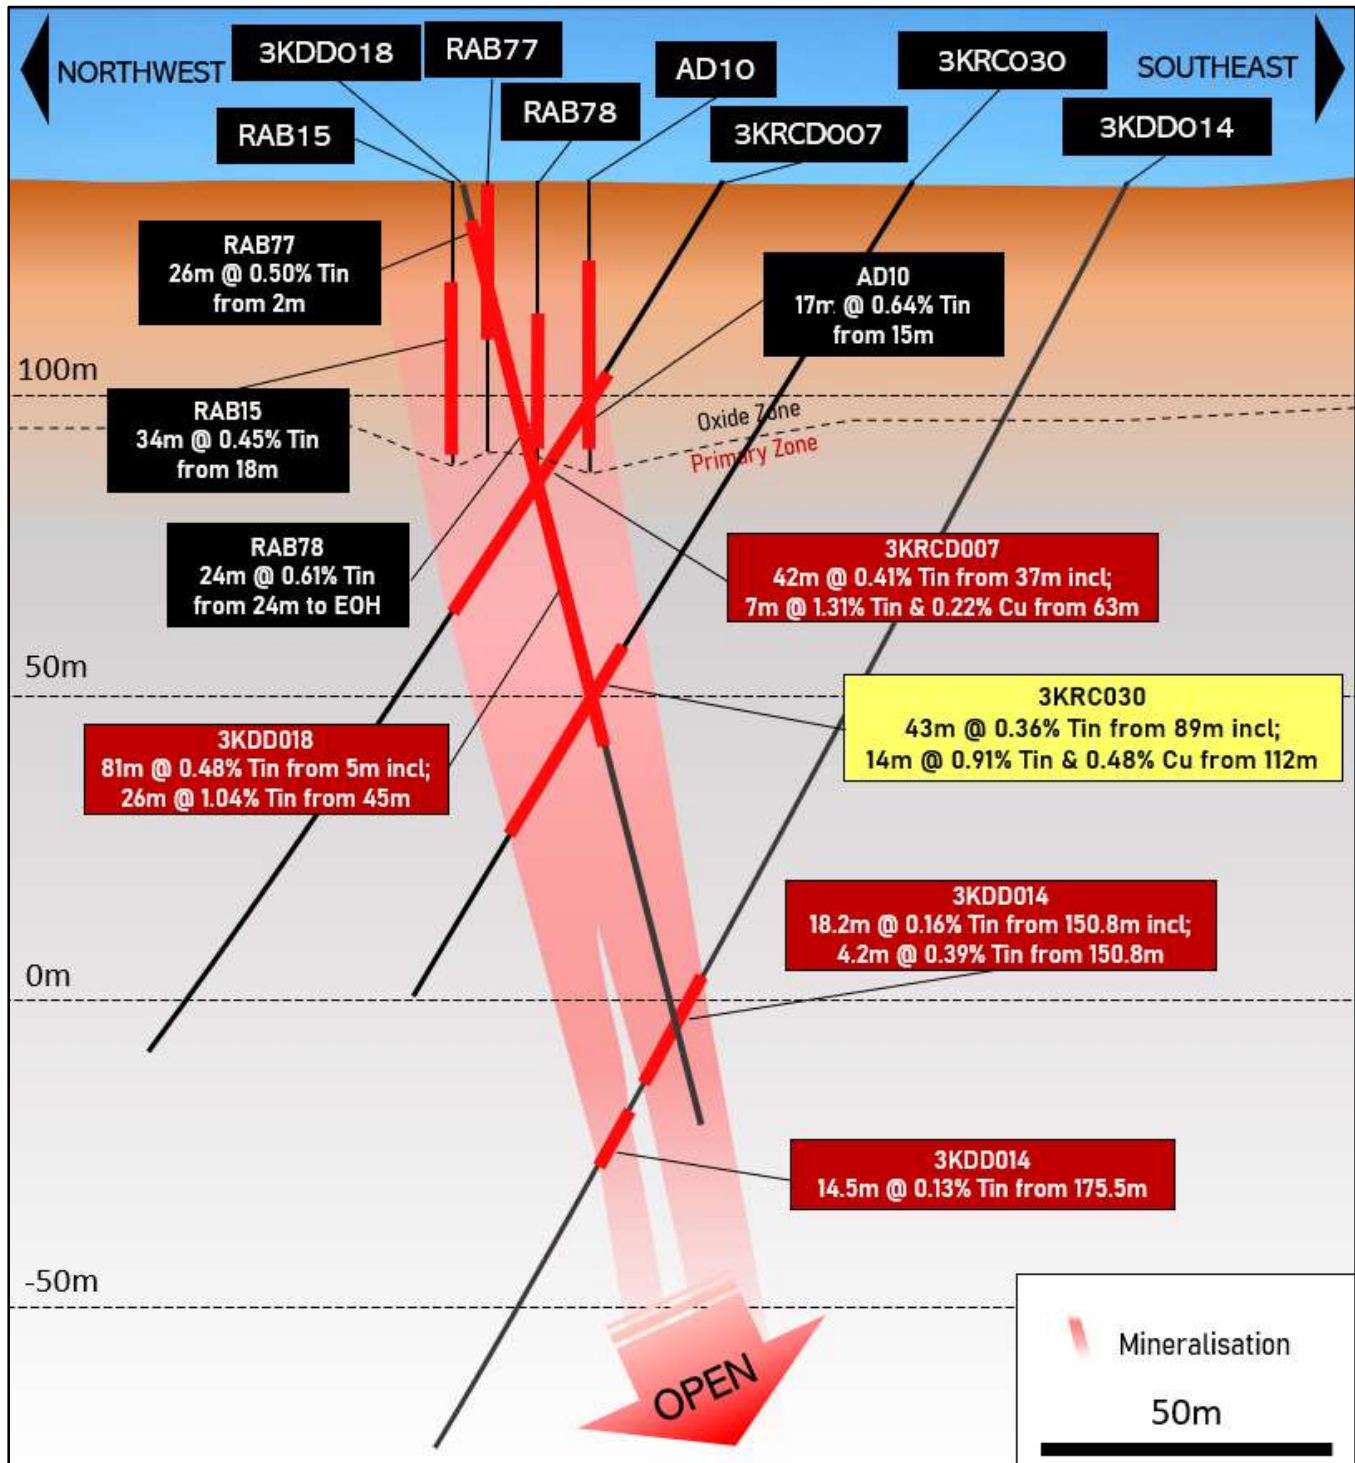 NORTHWEST
3KDD018
RAB77
AD10
3KRC030
SOUTHEAST
RAB15
RAB78
3KRCD007
3KDD014
RAB77
26m @ 0.50% Tin
from 2m
AD10
17m @ 0.64% Tin
from 15m
100m
RAB15
34m @ 0.45% Tin
from 18m
Oxide Zone
Primary Zone
RAB78
24m @ 0.61% Tin
from 24m to EOH
3KRCD007
42m @ 0.41% Tin from 37m incl;
7m @ 1.31% Tin & 0.22% Cu from 63m
50m
3KRC030
43m @ 0.36% Tin from 89m incl;
14m @ 0.91% Tin & 0.48% Cu from 112m
3KDD018
81m @ 0.48% Tin from 5m incl;
26m @ 1.04% Tin from 45m
3KDD014
18.2m @ 0.16% Tin from 150.8m incl;
4.2m @ 0.39% Tin from 150.8m
0m
3KDD014
14.5m @ 0.13% Tin from 175.5m
-50m
OPEN
Mineralisation
50m